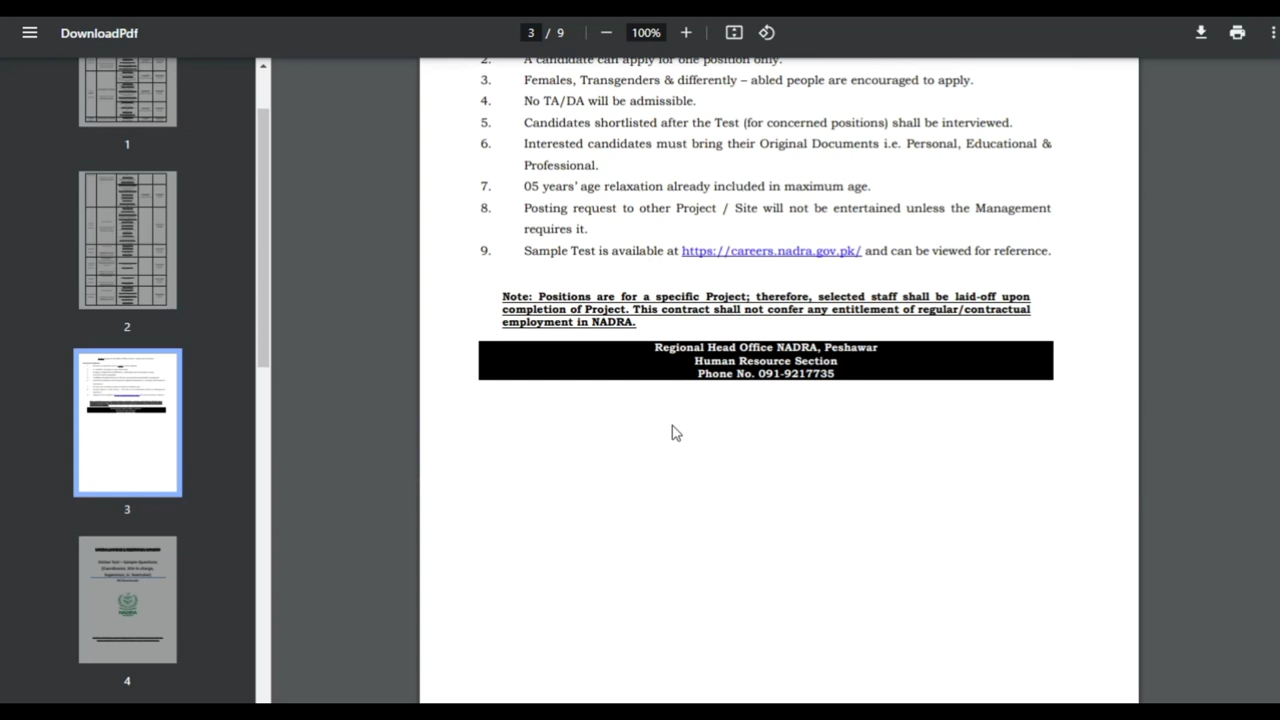 DownloadPdf
3 / 9
100%
1
2
3
4
2. A candidate can apply for one position only.
3. Females, Transgenders & differently – abled people are encouraged to apply.
4. No TA/DA will be admissible.
5. Candidates shortlisted after the Test (for concerned positions) shall be interviewed.
6. Interested candidates must bring their Original Documents i.e. Personal, Educational &
Professional.
7. 05 years’ age relaxation already included in maximum age.
8. Posting request to other Project / Site will not be entertained unless the Management
requires it.
9. Sample Test is available at https://careers.nadra.gov.pk/ and can be viewed for reference.
Note: Positions are for a specific Project; therefore, selected staff shall be laid-off upon
completion of Project. This contract shall not confer any entitlement of regular/contractual
employment in NADRA.
Regional Head Office NADRA, Peshawar
Human Resource Section
Phone No. 091-9217735